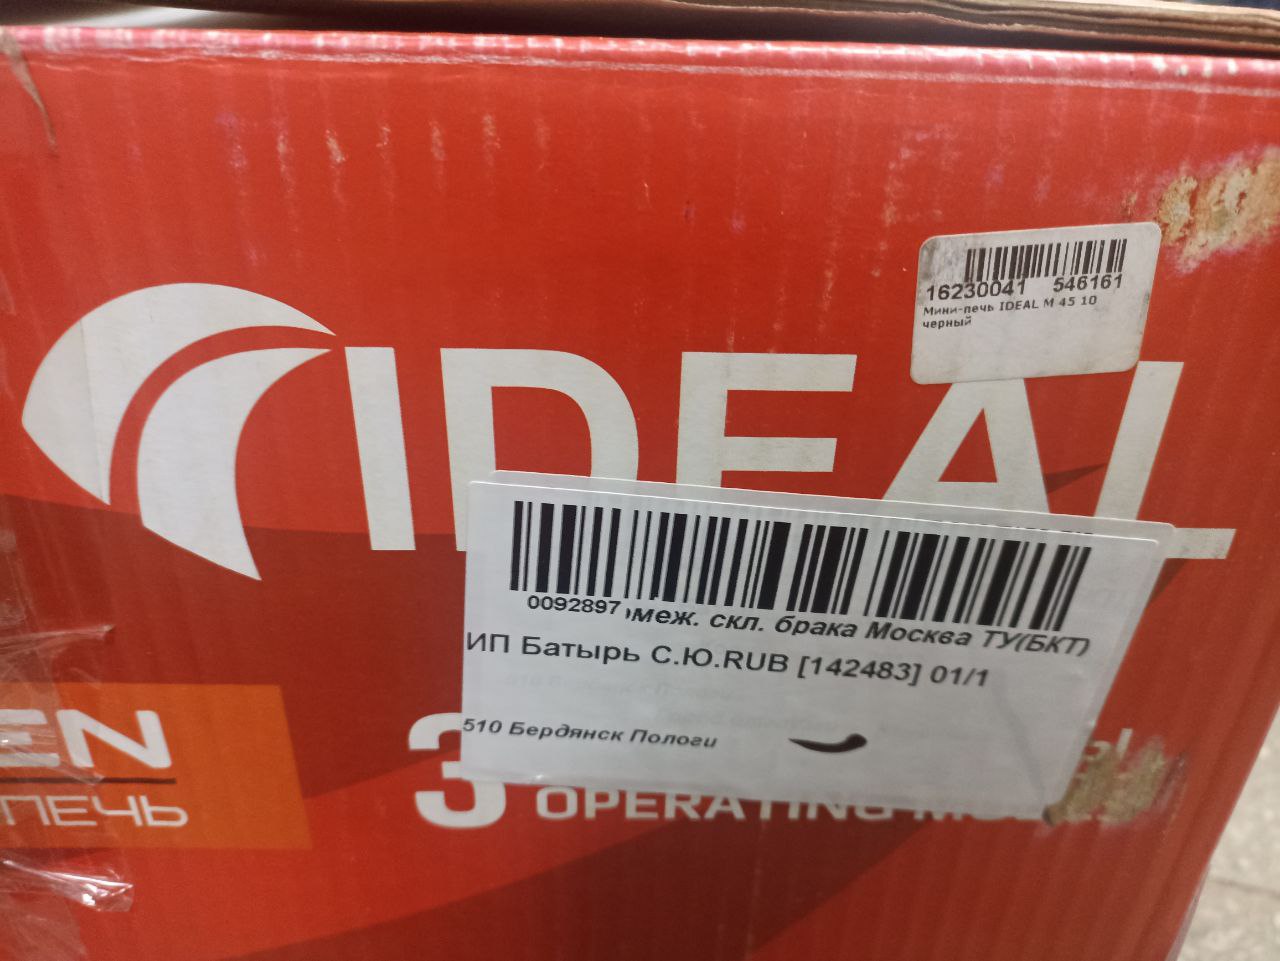 IDEAL
16230041 546161
Мини-печь IDEAL M 45 10
черный
0092897
меж. скл. брака Москва ТУ(БКТ)
ИП Батырь С.Ю.RUB [142483] 01/1
510 Бердянск Пологи
EN
ПЕЧЬ
3
OPERATING